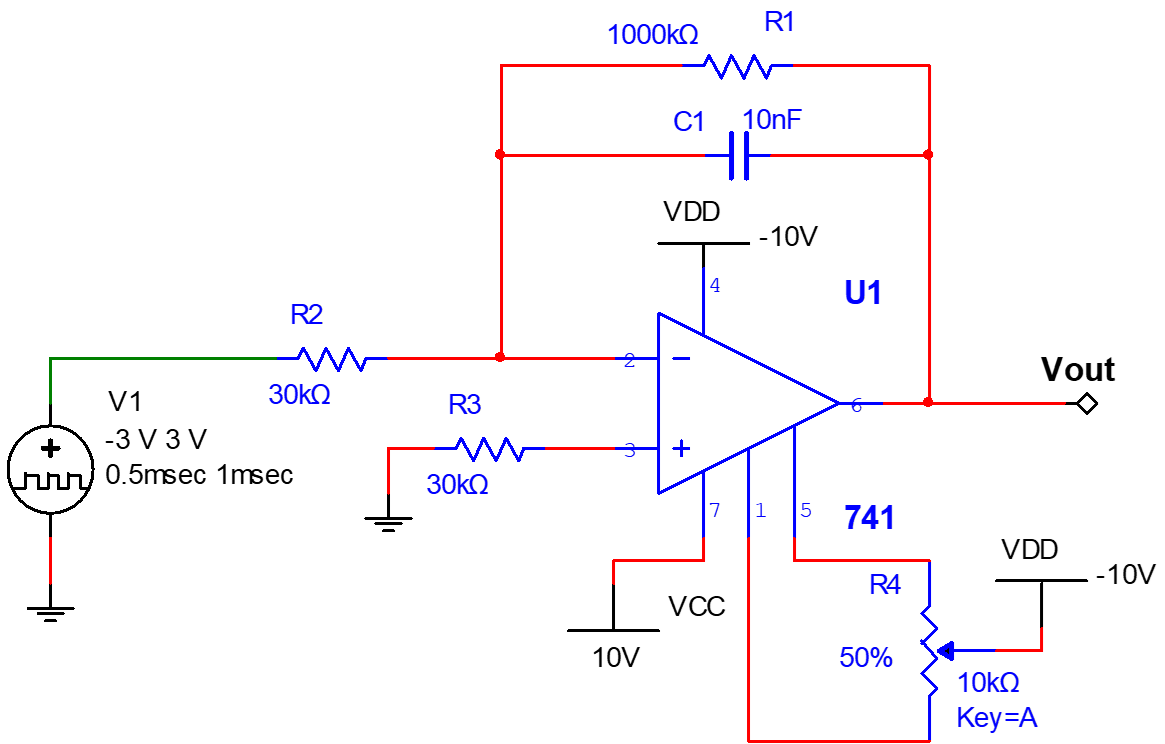 R1
1000kΩ
C1
10nF
VDD
-10V
4
U1
R2
30kΩ
2
−
Vout
6
V1
-3 V 3 V
0.5msec 1msec
+
R3
30kΩ
3
+
7
1
5
741
VDD
-10V
R4
VCC
10V
50%
10kΩ
Key=A